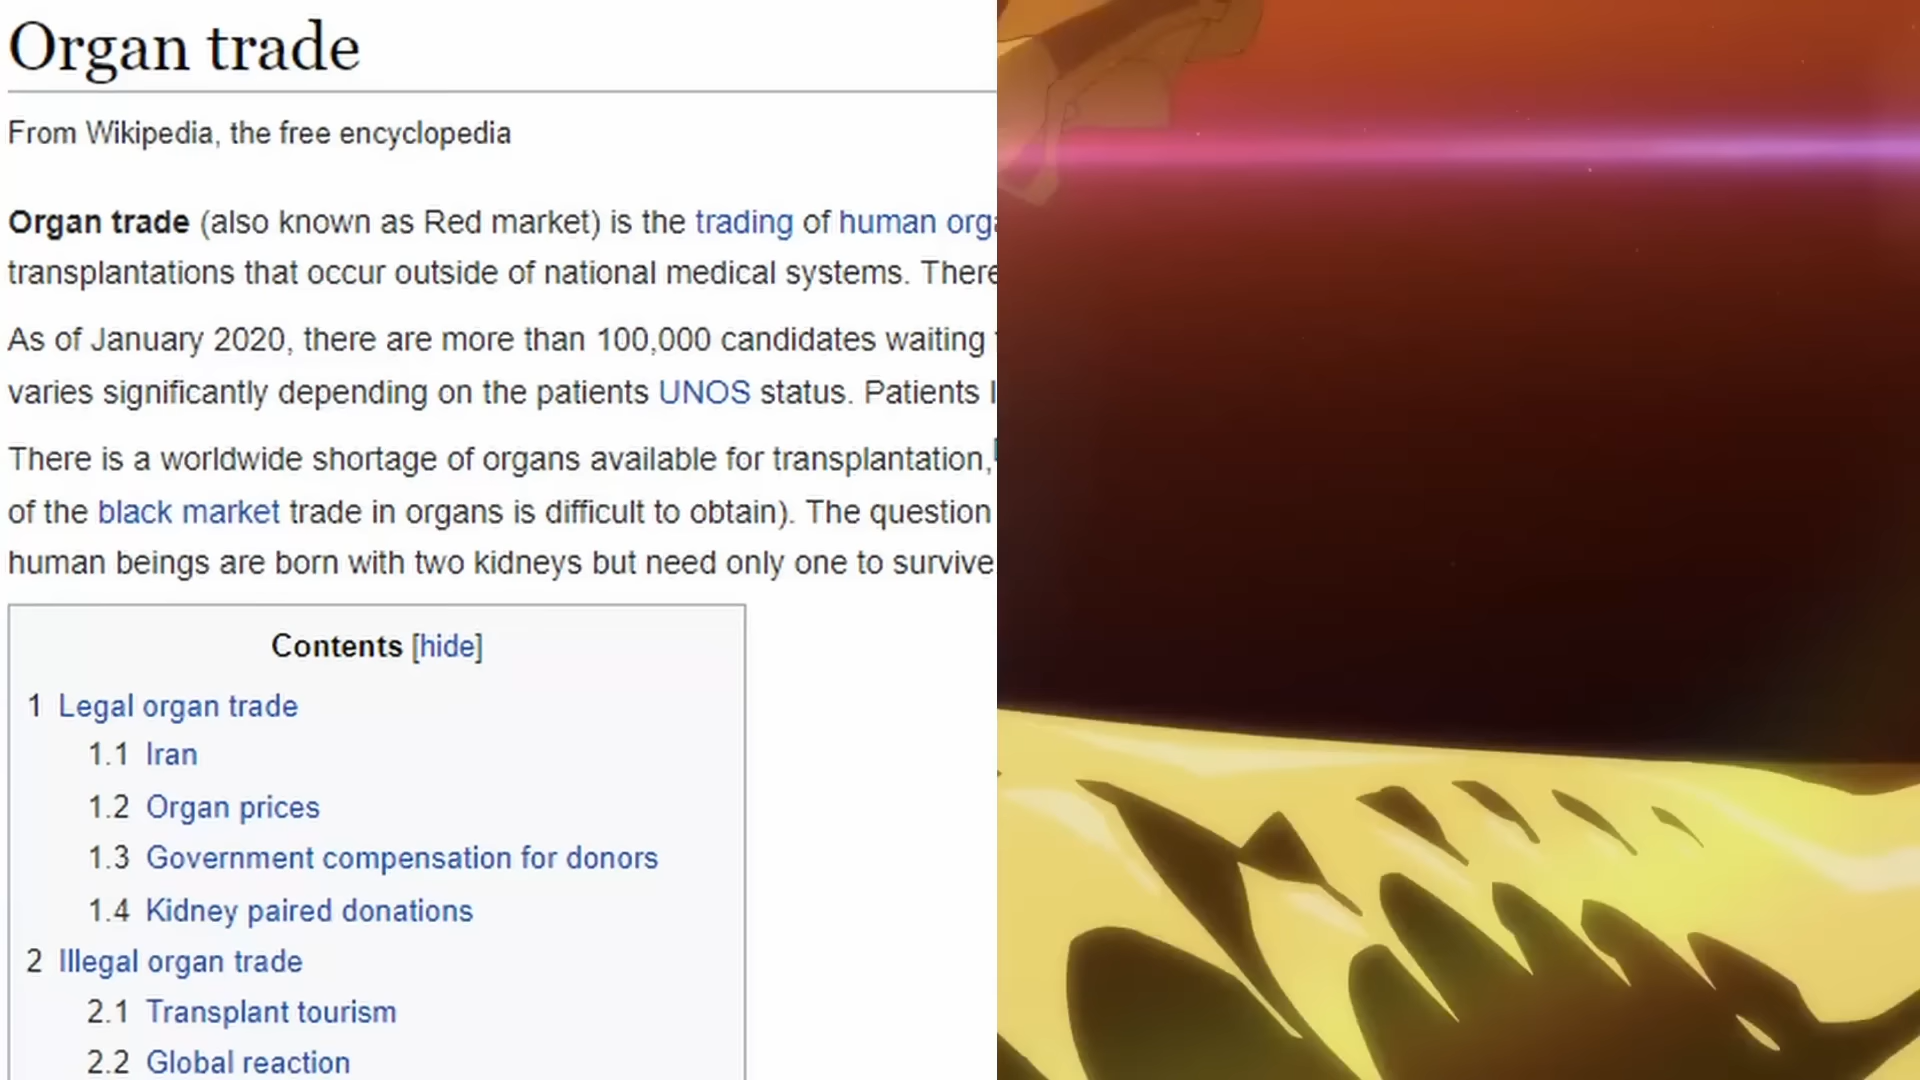 Organ trade
From Wikipedia, the free encyclopedia
Organ trade (also known as Red market) is the trading of human orga
transplantations that occur outside of national medical systems. There
As of January 2020, there are more than 100,000 candidates waiting
varies significantly depending on the patients UNOS status. Patients l
There is a worldwide shortage of organs available for transplantation,
of the black market trade in organs is difficult to obtain). The question
human beings are born with two kidneys but need only one to survive
Contents [hide]
1 Legal organ trade
1.1 Iran
1.2 Organ prices
1.3 Government compensation for donors
1.4 Kidney paired donations
2 Illegal organ trade
2.1 Transplant tourism
2.2 Global reaction